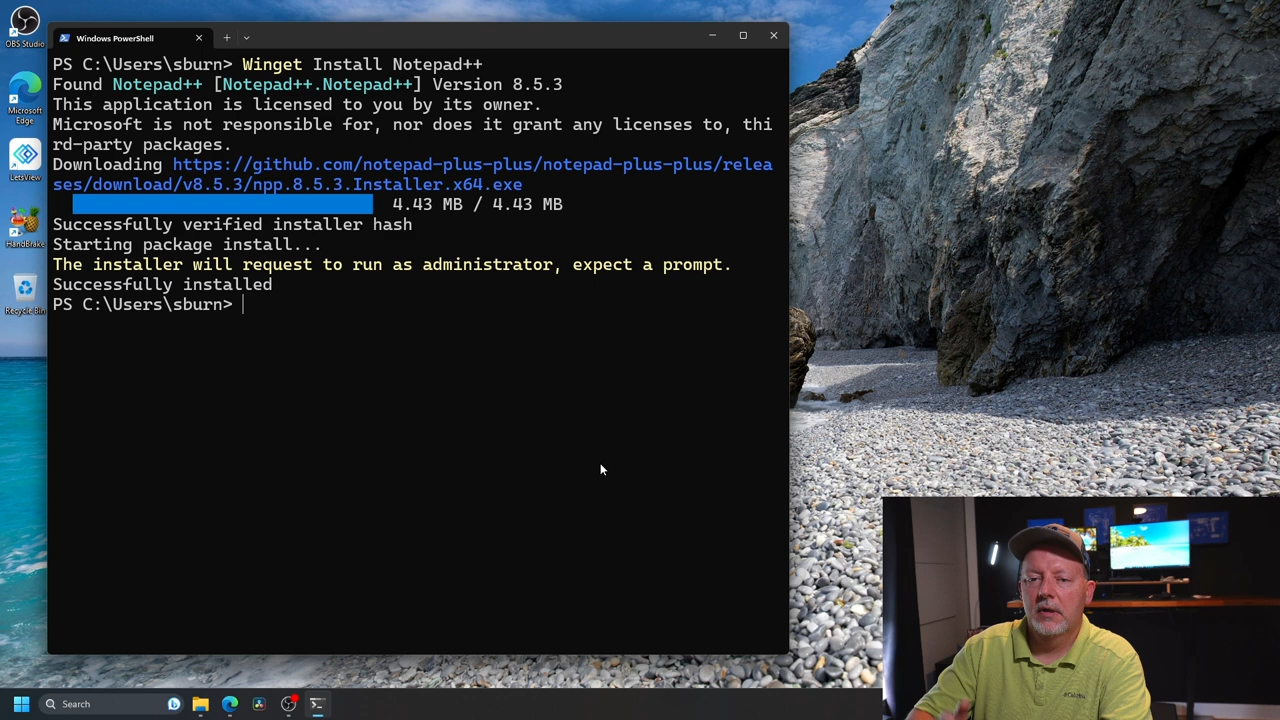 OBS Studio
Microsoft
Edge
LetsView
HandBrake
Recycle Bin
Windows PowerShell
PS C:\Users\sburn> Winget Install Notepad++
Found Notepad++ [Notepad++.Notepad++] Version 8.5.3
This application is licensed to you by its owner.
Microsoft is not responsible for, nor does it grant any licenses to, thi
rd-party packages.
Downloading https://github.com/notepad-plus-plus/notepad-plus-plus/relea
ses/download/v8.5.3/npp.8.5.3.Installer.x64.exe
4.43 MB / 4.43 MB
Successfully verified installer hash
Starting package install...
The installer will request to run as administrator, expect a prompt.
Successfully installed
PS C:\Users\sburn>
Search